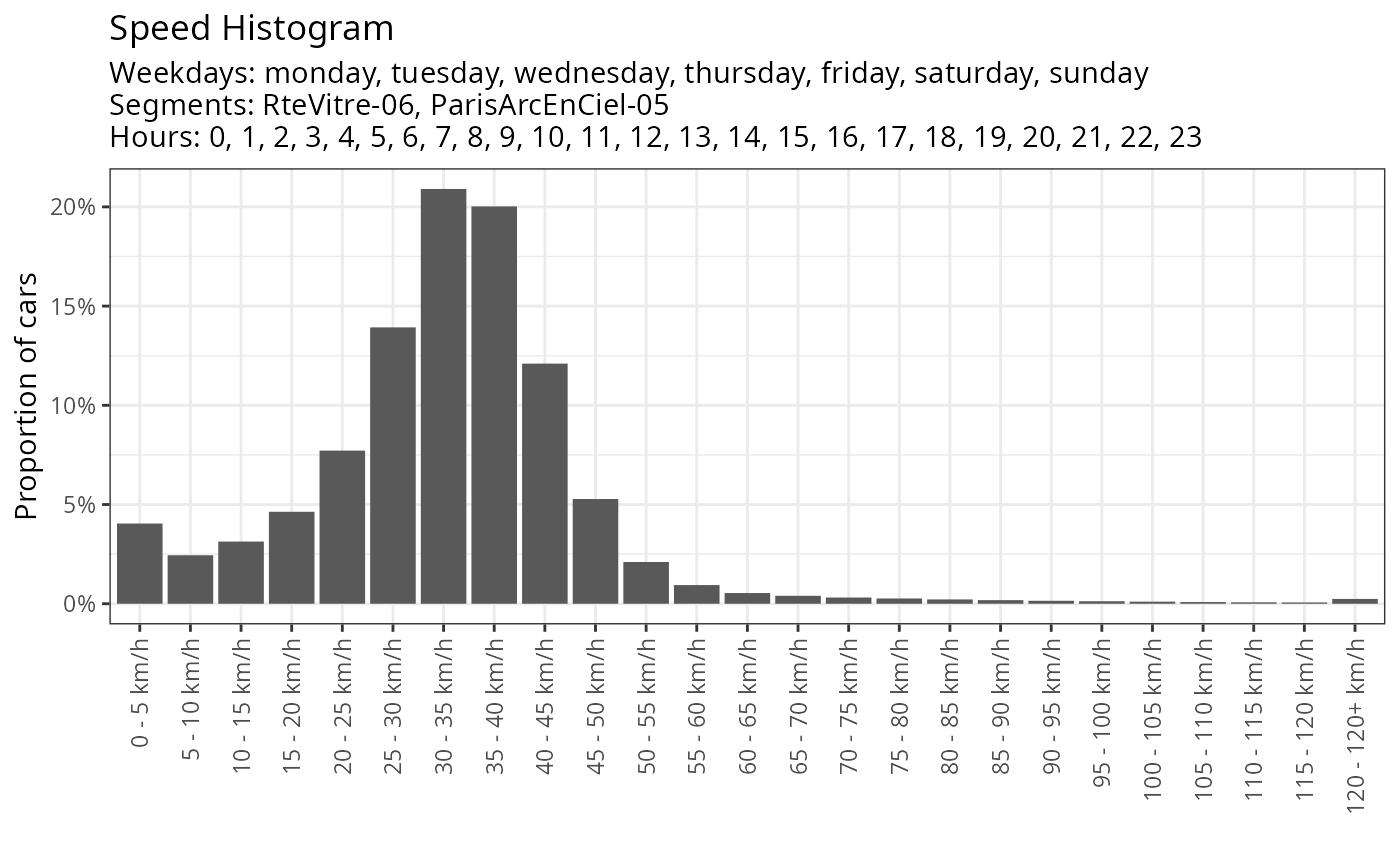 Speed Histogram
Weekdays: monday, tuesday, wednesday, thursday, friday, saturday, sunday
Segments: RteVitre-06, ParisArcEnCiel-05
Hours: 0, 1, 2, 3, 4, 5, 6, 7, 8, 9, 10, 11, 12, 13, 14, 15, 16, 17, 18, 19, 20, 21, 22, 23
Proportion of cars
20%
15%
10%
5%
0%
0 - 5 km/h
5 - 10 km/h
10 - 15 km/h
15 - 20 km/h
20 - 25 km/h
25 - 30 km/h
30 - 35 km/h
35 - 40 km/h
40 - 45 km/h
45 - 50 km/h
50 - 55 km/h
55 - 60 km/h
60 - 65 km/h
65 - 70 km/h
70 - 75 km/h
75 - 80 km/h
80 - 85 km/h
85 - 90 km/h
90 - 95 km/h
95 - 100 km/h
100 - 105 km/h
105 - 110 km/h
110 - 115 km/h
115 - 120 km/h
120 - 120+ km/h